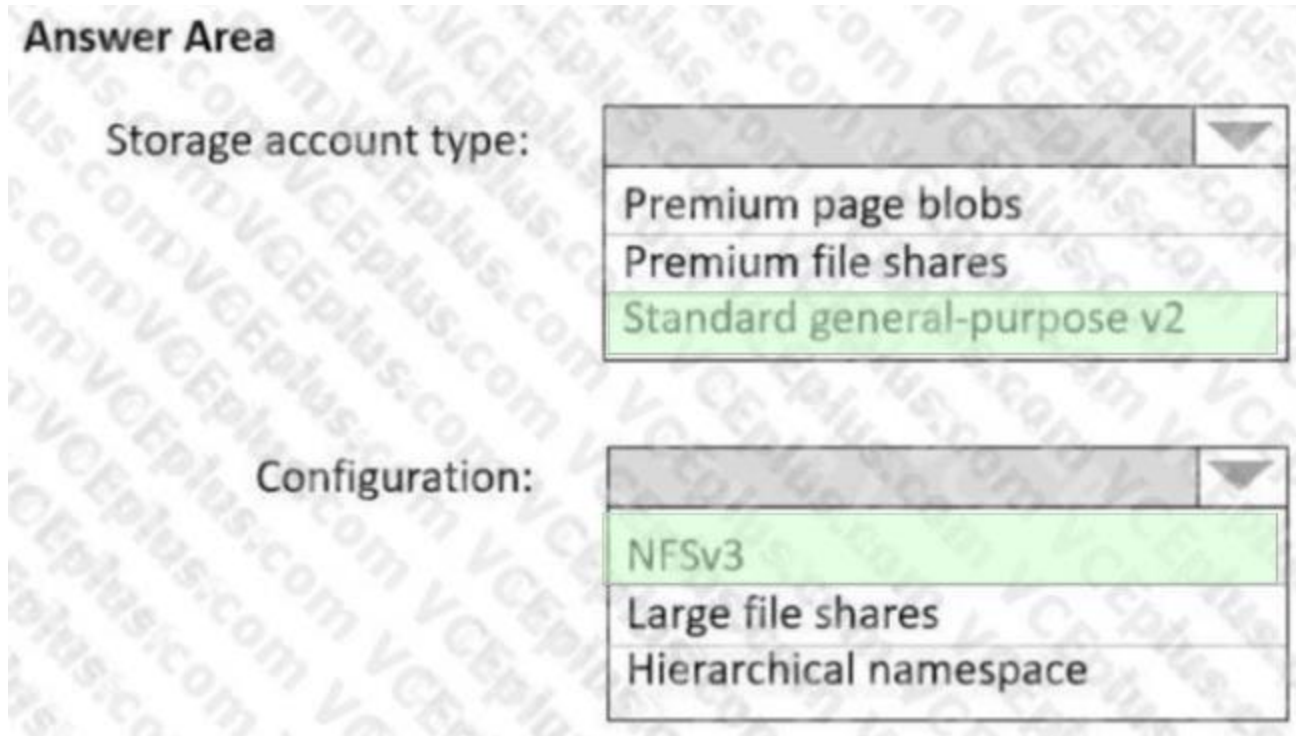 Answer Area
Storage account type:
Premium page blobs
Premium file shares
Standard general-purpose v2
Configuration:
NFSv3
Large file shares
Hierarchical namespace